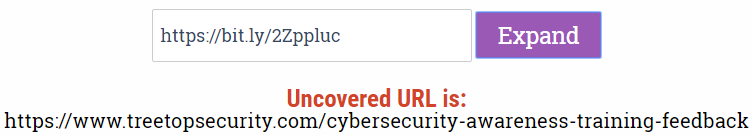 https://bit.ly/2Zppluc
Expand
Uncovered URL is:
https://www.treetopsecurity.com/cybersecurity-awareness-training-feedback